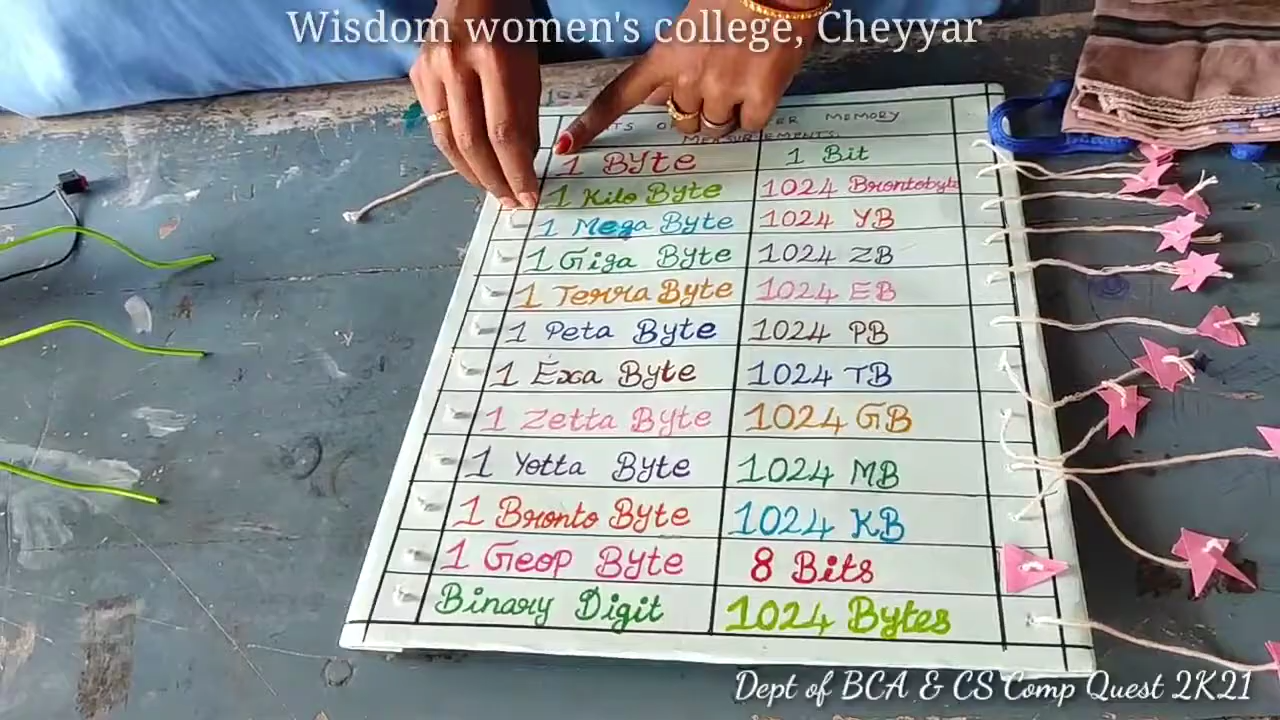 Wisdom women's college, Cheyyar
MEMORY
MEASUREMENTS.
1 Byte 1 Bit
1 Kilo Byte 1024 Brontobyte
1 Mega Byte 1024 YB
1 Giga Byte 1024 ZB
1 Terra Byte 1024 EB
1 Peta Byte 1024 PB
1 Exa Byte 1024 TB
1 Zetta Byte 1024 GB
1 Yotta Byte 1024 MB
1 Bronto Byte 1024 KB
1 Geop Byte 8 Bits
Binary Digit 1024 Bytes
Dept of BCA & CS Comp Quest 2K21